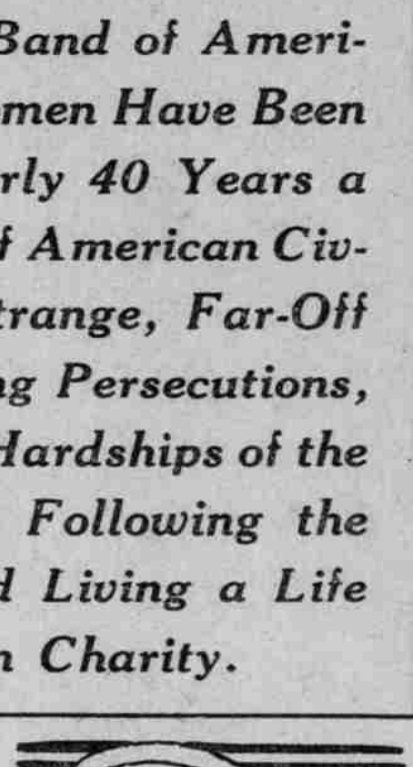 Band of Ameri-
men Have Been
rly 40 Years a
f American Civ-
trange, Far-Off
ng Persecutions,
Hardships of the
Following the
d Living a Life
n Charity.